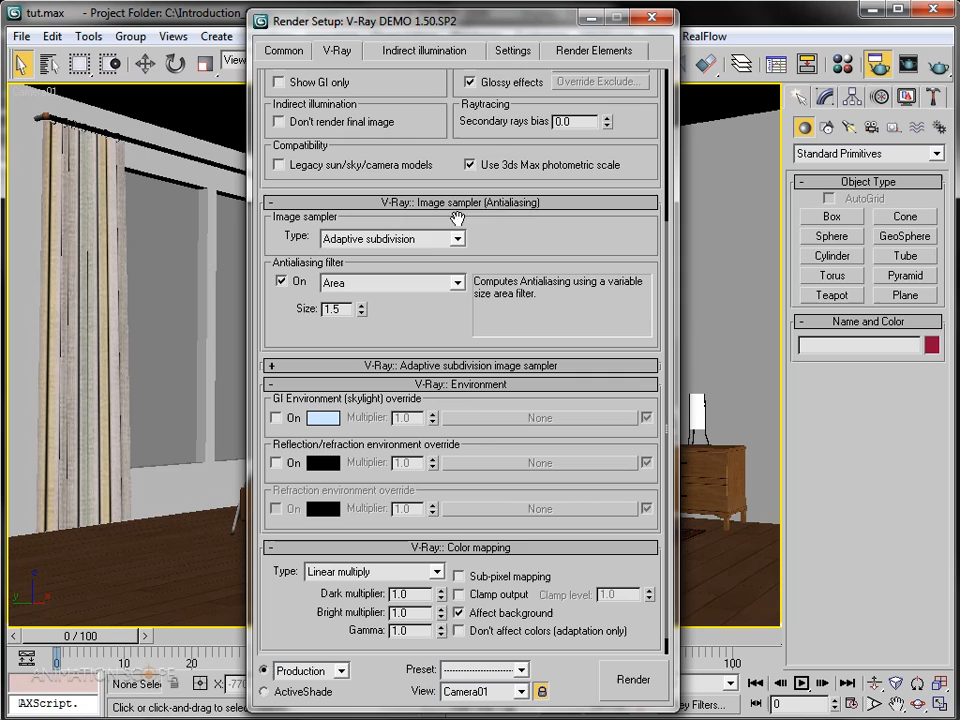 tut.max - Project Folder: C:\Introduction_
Render Setup: V-Ray DEMO 1.50.SP2
File Edit Tools Group Views Create
RealFlow
Common V-Ray Indirect illumination Settings Render Elements
View
Camera01
Show GI only
Glossy effects Override Exclude...
Indirect illumination
Don't render final image
Raytracing
Secondary rays bias 0.0
Compatibility
Legacy sun/sky/camera models
Use 3ds Max photometric scale
- V-Ray:: Image sampler (Antialiasing)
Image sampler
Type: Adaptive subdivision
Antialiasing filter
On Area
Size: 1.5
Computes Antialiasing using a variable
size area filter.
+ V-Ray:: Adaptive subdivision image sampler
- V-Ray:: Environment
GI Environment (skylight) override
On Multiplier: 1.0 None
Reflection/refraction environment override
On Multiplier: 1.0 None
Refraction environment override
On Multiplier: 1.0 None
- V-Ray:: Color mapping
Type: Linear multiply
Sub-pixel mapping
Dark multiplier: 1.0
Clamp output Clamp level: 1.0
Bright multiplier: 1.0
Affect background
Gamma: 1.0
Don't affect colors (adaptation only)
Production
ActiveShade
Preset: --------------------
View: Camera01
Render
Standard Primitives
- Object Type
AutoGrid
Box Cone
Sphere GeoSphere
Cylinder Tube
Torus Pyramid
Teapot Plane
- Name and Color
z
y
x
< 0 / 100 >
0 10 20
100
ANIMATION SCOPE
None Sele
X: -770
AXScript.
Click or click-and-drag to sele
y Filters...
0